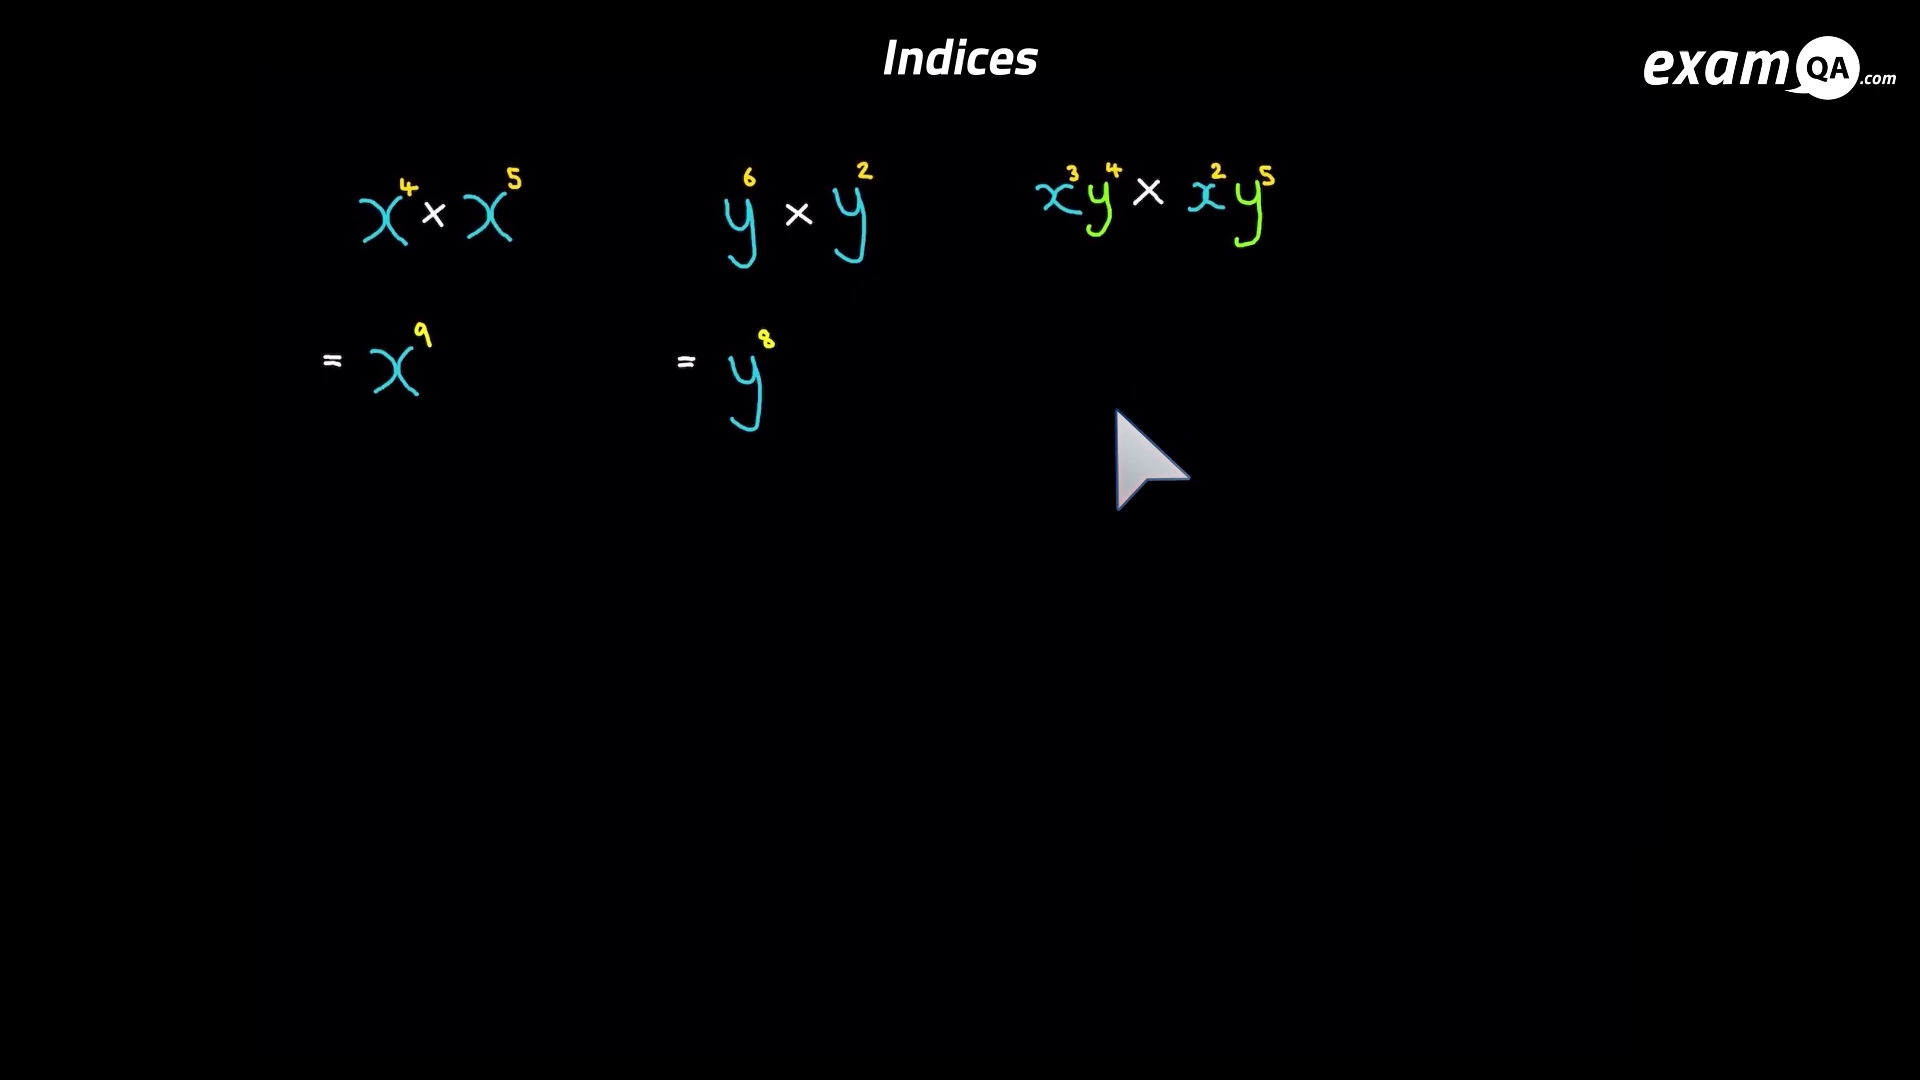 Indices
examQA.com
x⁴ × x⁵
y⁶ × y²
x³y⁴ × x²y⁵
= x⁹
= y⁸